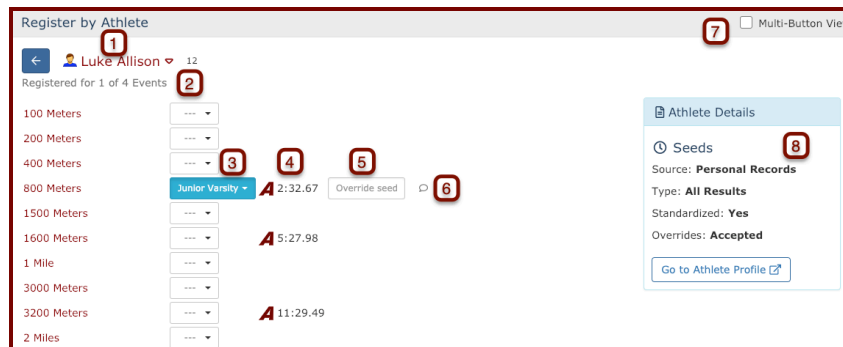 Register by Athlete
7
Multi-Button Vie
1
Luke Allison 12
Registered for 1 of 4 Events
2
100 Meters ---
200 Meters ---
400 Meters ---
3 4 5
800 Meters Junior Varsity A 2:32.67 Override seed 6
1500 Meters ---
1600 Meters --- A 5:27.98
1 Mile ---
3000 Meters ---
3200 Meters --- A 11:29.49
2 Miles ---
Athlete Details
Seeds 8
Source: Personal Records
Type: All Results
Standardized: Yes
Overrides: Accepted
Go to Athlete Profile